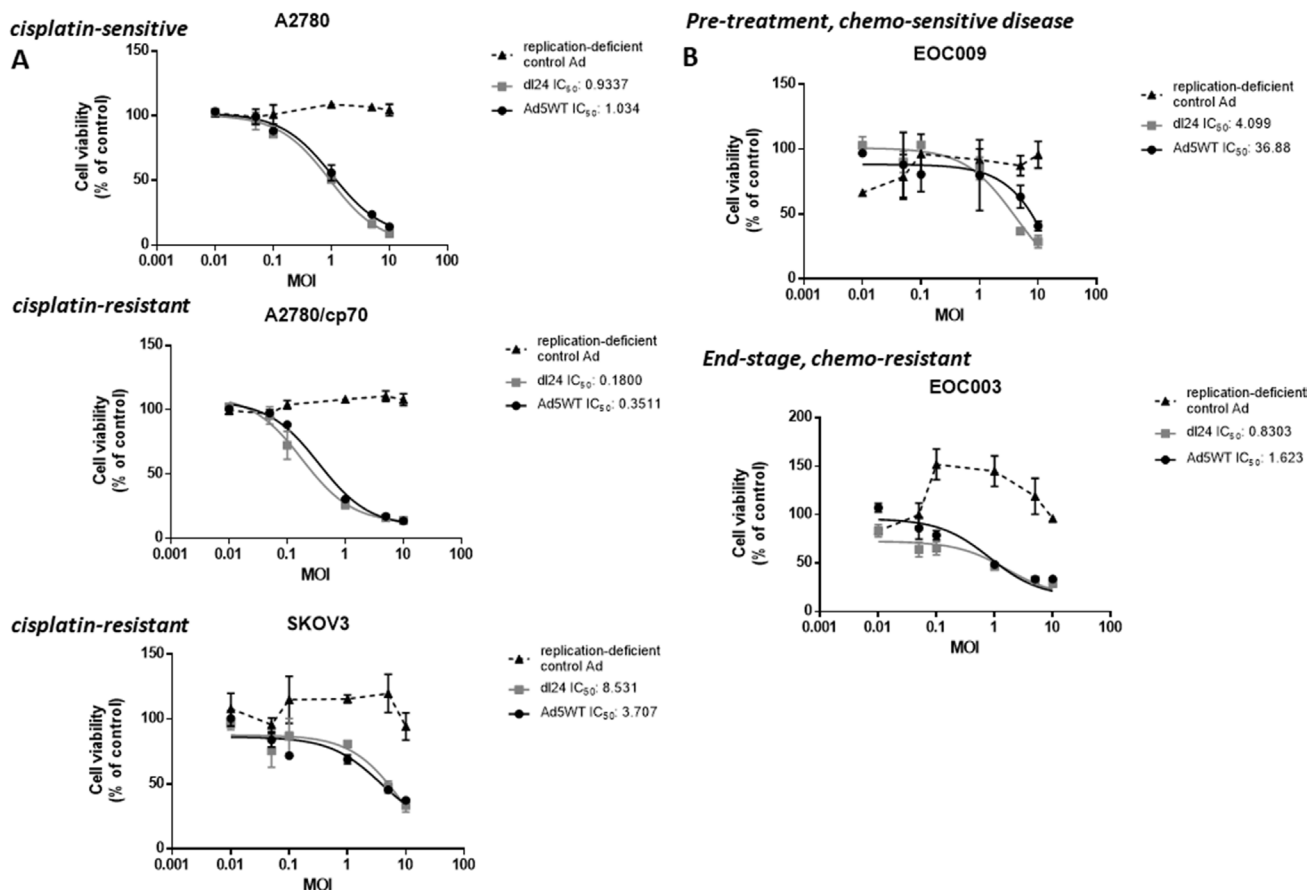 cisplatin-sensitive
A
A2780
Cell viability
(% of control)
150
100
50
0
0.001
0.01
0.1
1
10
100
MOI
replication-deficient
control Ad
dl24 IC50: 0.9337
Ad5WT IC50: 1.034
cisplatin-resistant
A2780/cp70
Cell viability
(% of control)
150
100
50
0
0.001
0.01
0.1
1
10
100
MOI
replication-deficient
control Ad
dl24 IC50: 0.1800
Ad5WT IC50: 0.3511
cisplatin-resistant
SKOV3
Cell viability
(% of control)
150
100
50
0
0.001
0.01
0.1
1
10
100
MOI
replication-deficient
control Ad
dl24 IC50: 8.531
Ad5WT IC50: 3.707
Pre-treatment, chemo-sensitive disease
B
EOC009
Cell viability
(% of control)
150
100
50
0
0.001
0.01
0.1
1
10
100
MOI
replication-deficient
control Ad
dl24 IC50: 4.099
Ad5WT IC50: 36.88
End-stage, chemo-resistant
EOC003
Cell viability
(% of control)
200
150
100
50
0
0.001
0.01
0.1
1
10
100
MOI
replication-deficient
control Ad
dl24 IC50: 0.8303
Ad5WT IC50: 1.623